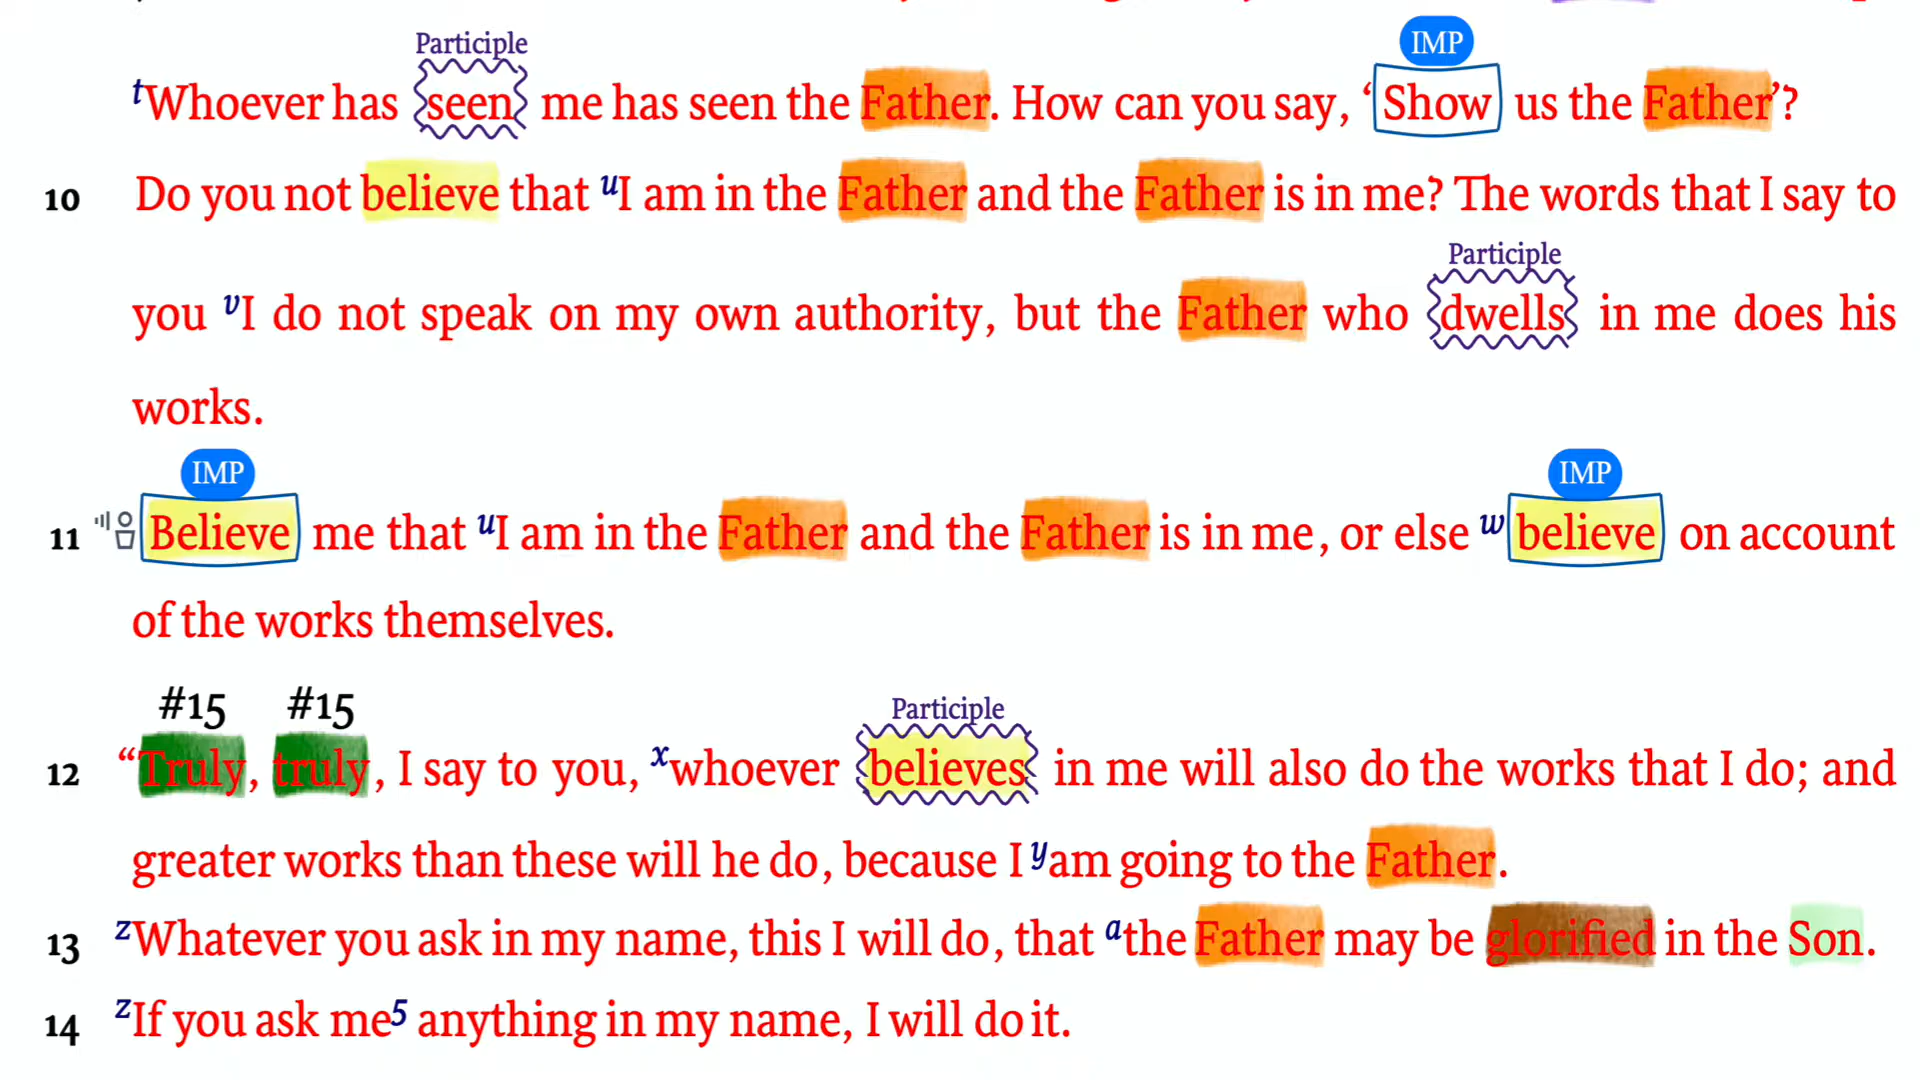 Participle IMP
tWhoever has seen me has seen the Father. How can you say, ‘Show us the Father’?
10 Do you not believe that uI am in the Father and the Father is in me? The words that I say to
Participle
you vI do not speak on my own authority, but the Father who dwells in me does his
works.
IMP IMP
11 Believe me that uI am in the Father and the Father is in me, or else wbelieve on account
of the works themselves.
#15 #15 Participle
12 “Truly, truly, I say to you, xwhoever believes in me will also do the works that I do; and
greater works than these will he do, because I yam going to the Father.
13 zWhatever you ask in my name, this I will do, that athe Father may be glorified in the Son.
14 zIf you ask me5 anything in my name, I will do it.